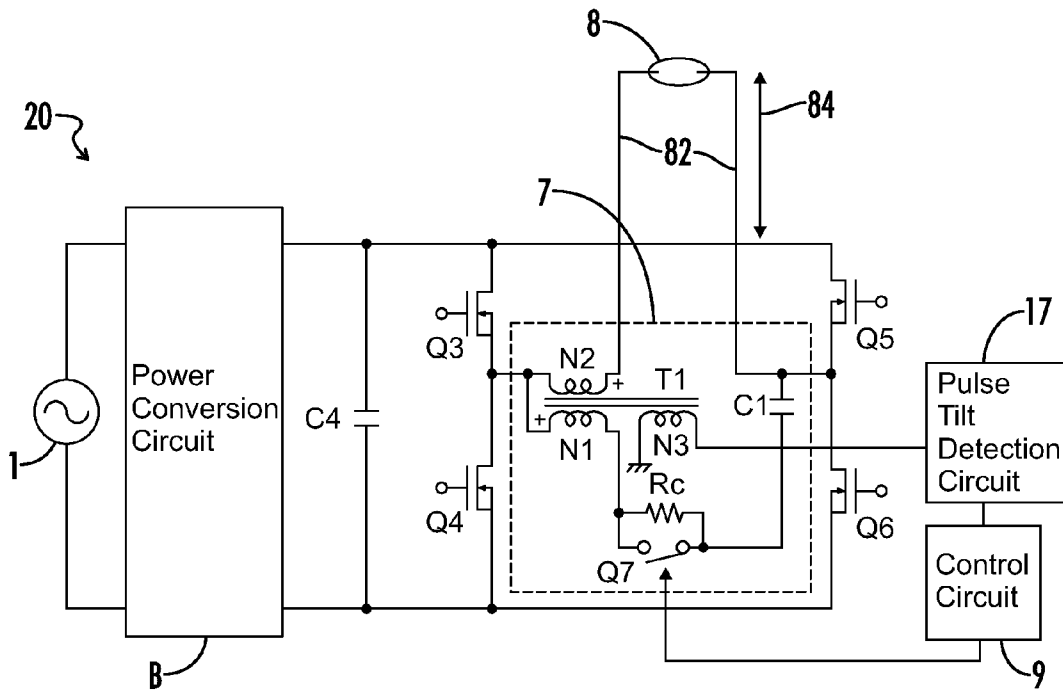 8
84
20
82
7
17
Q3
Q5
N2
+
T1
Pulse
Tilt
Detection
Circuit
Power
Conversion
Circuit
C4
+
N1
N3
C1
1
Rc
Q4
Q6
Q7
Control
Circuit
B
9